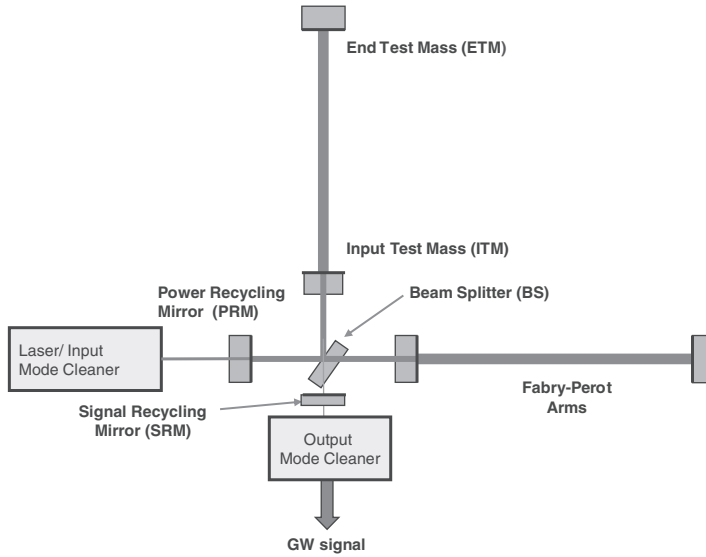 End Test Mass (ETM)
Input Test Mass (ITM)
Power Recycling
Mirror (PRM)
Beam Splitter (BS)
Laser/ Input
Mode Cleaner
Fabry-Perot
Arms
Signal Recycling
Mirror (SRM)
Output
Mode Cleaner
GW signal